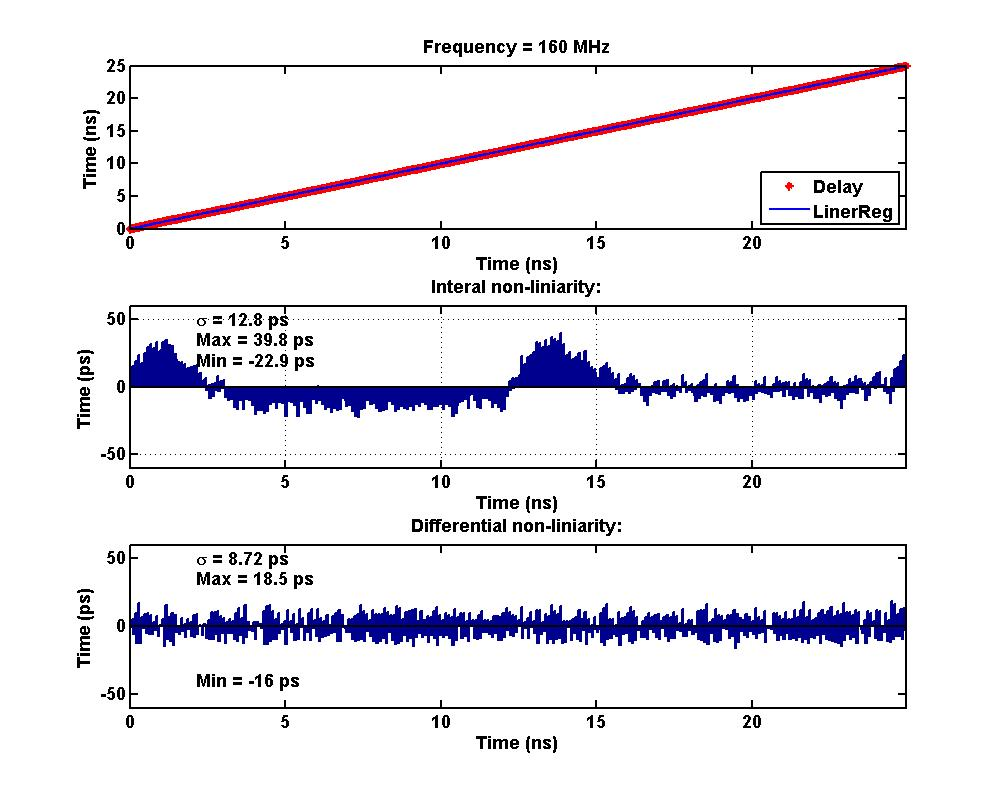 Frequency = 160 MHz
25
20
15
10
5
0
Time (ns)
Delay
LinerReg
0 5 10 15 20
Time (ns)
Interal non-liniarity:
50
0
-50
Time (ps)
σ = 12.8 ps
Max = 39.8 ps
Min = -22.9 ps
0 5 10 15 20
Time (ns)
Differential non-liniarity:
50
0
-50
Time (ps)
σ = 8.72 ps
Max = 18.5 ps
Min = -16 ps
0 5 10 15 20
Time (ns)